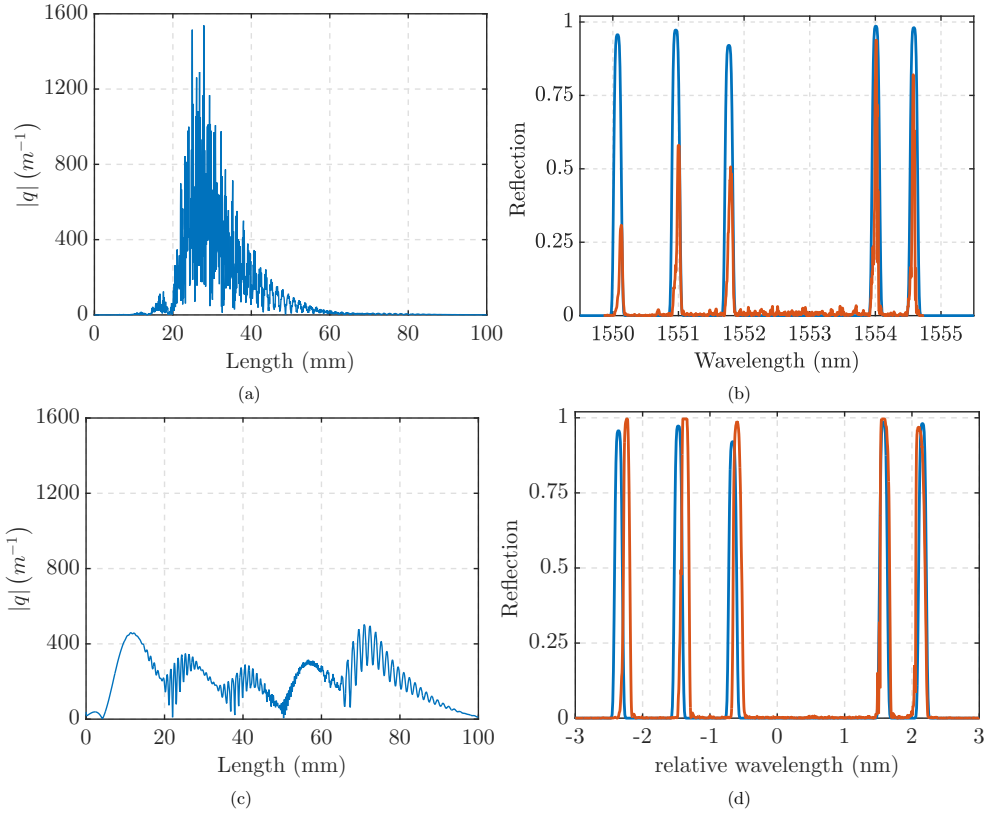 1600
1200
800
400
0
|q| (m⁻¹)
0 20 40 60 80 100
Length (mm)
(a)
1
0.75
0.5
0.25
0
Reflection
1550 1551 1552 1553 1554 1555
Wavelength (nm)
(b)
1600
1200
800
400
0
|q| (m⁻¹)
0 20 40 60 80 100
Length (mm)
(c)
1
0.75
0.5
0.25
0
Reflection
-3 -2 -1 0 1 2 3
relative wavelength (nm)
(d)